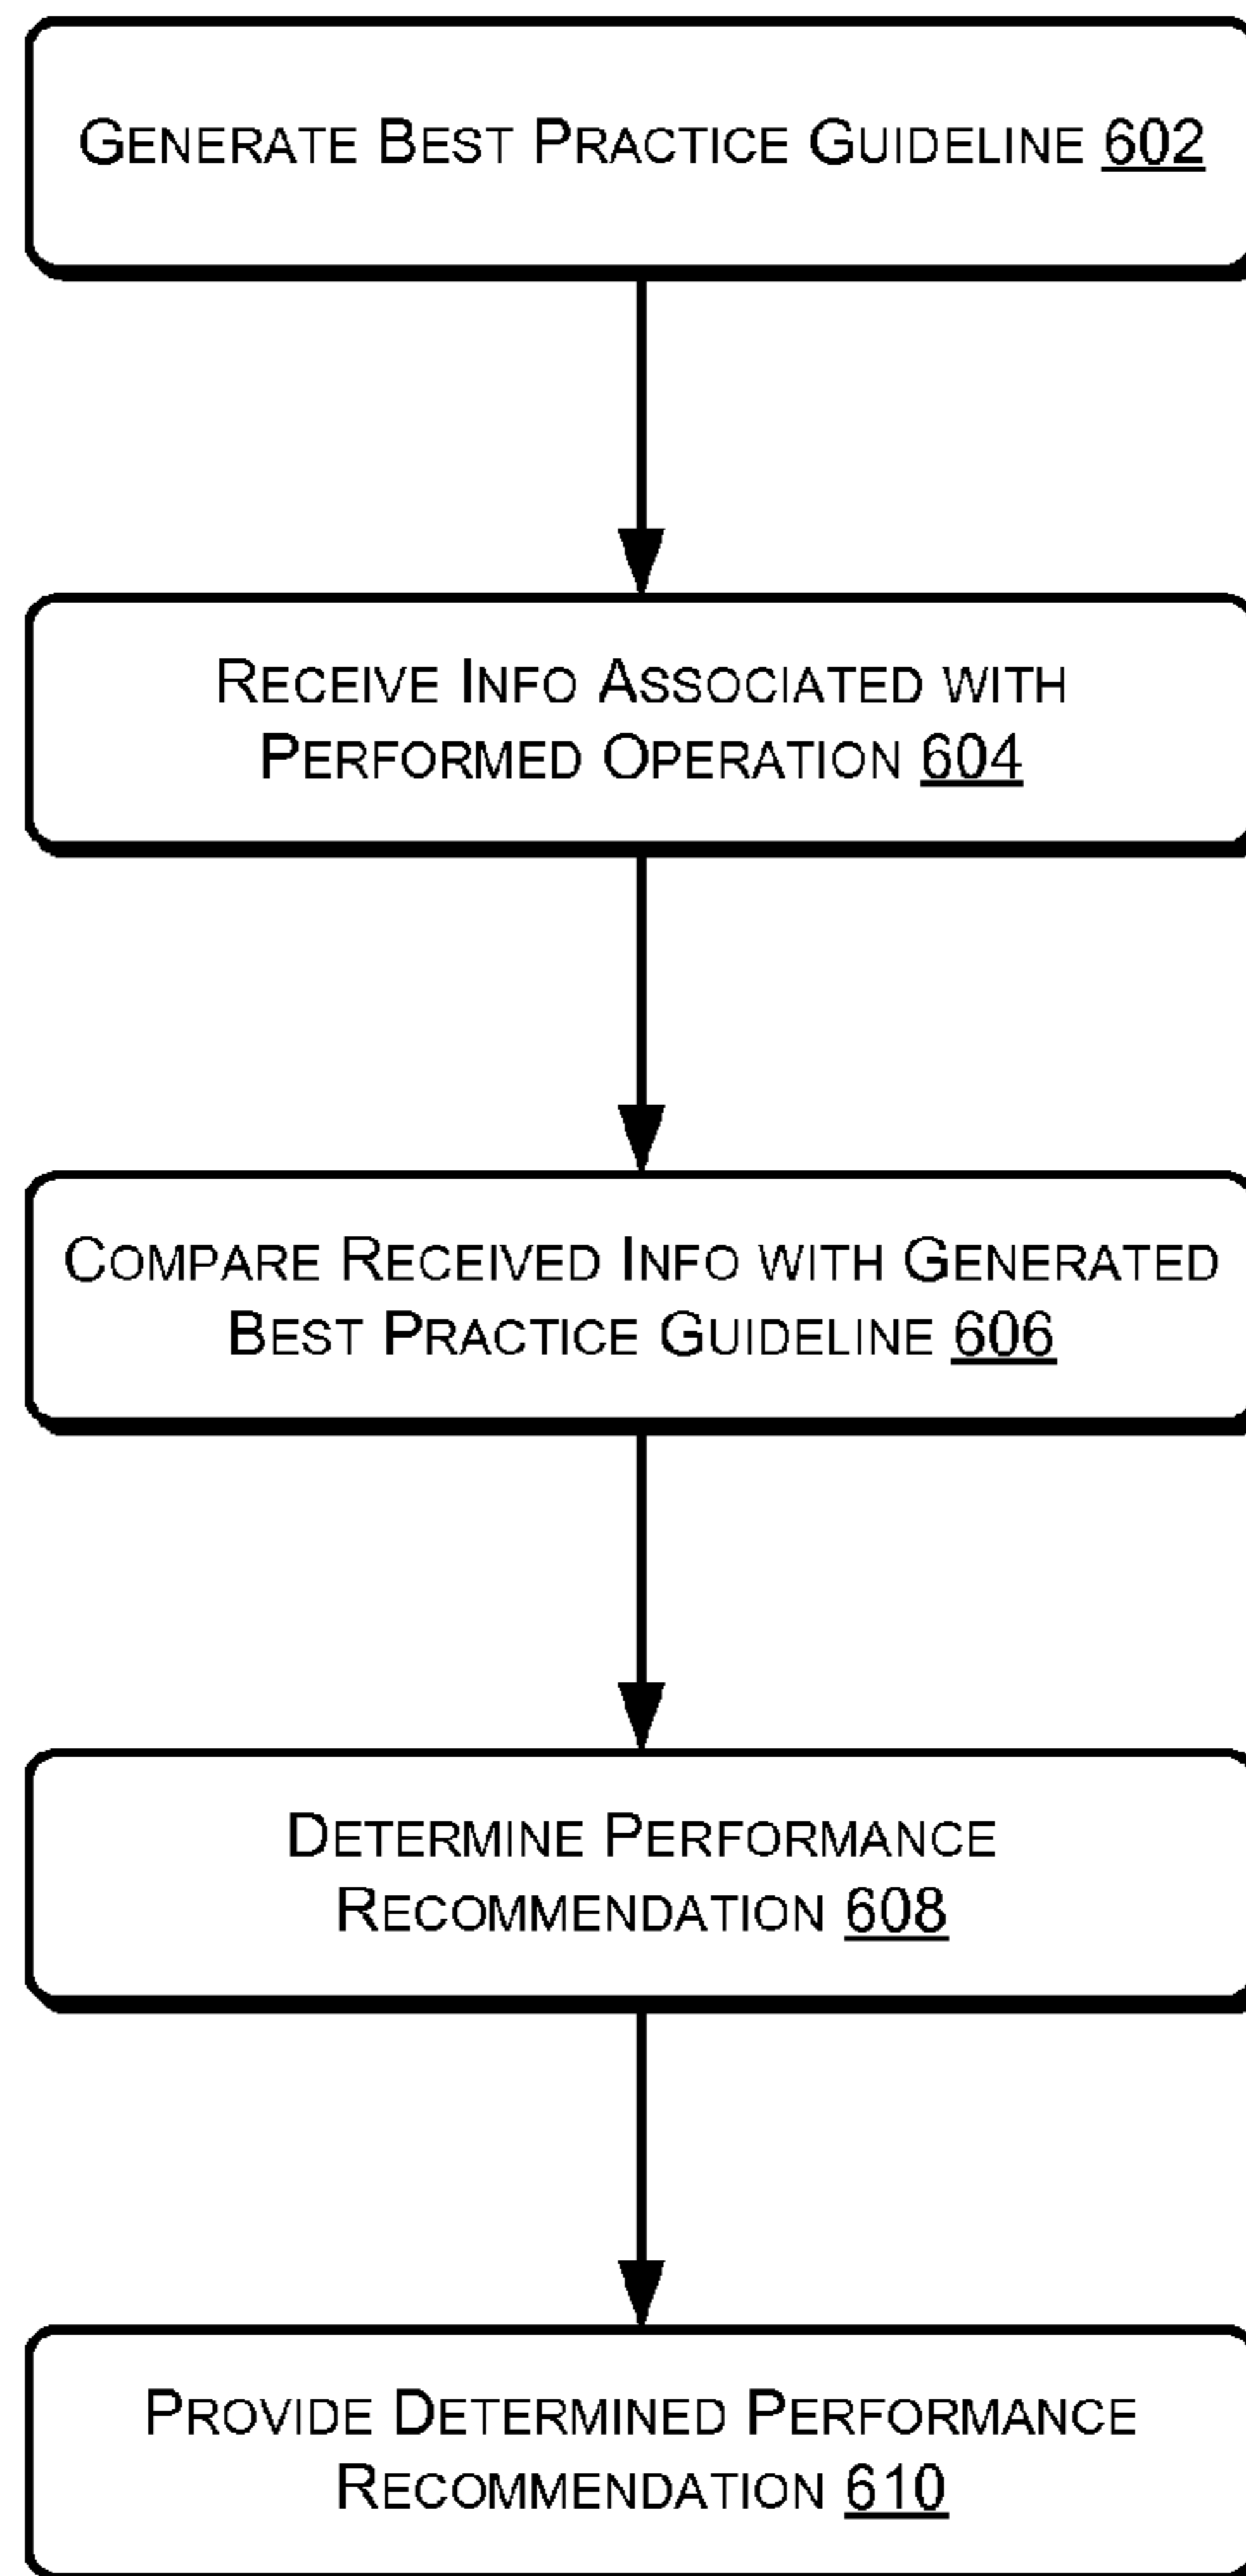 GENERATE BEST PRACTICE GUIDELINE 602
RECEIVE INFO ASSOCIATED WITH
PERFORMED OPERATION 604
COMPARE RECEIVED INFO WITH GENERATED
BEST PRACTICE GUIDELINE 606
DETERMINE PERFORMANCE
RECOMMENDATION 608
PROVIDE DETERMINED PERFORMANCE
RECOMMENDATION 610